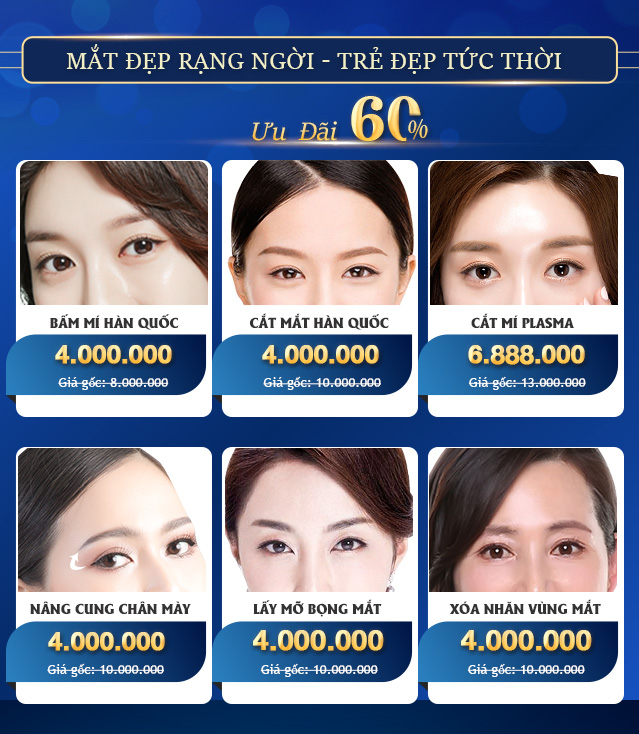 MẮT ĐẸP RẠNG NGỜI - TRẺ ĐẸP TỨC THỜI
Ưu Đãi 60%
BẤM MÍ HÀN QUỐC
4.000.000
Giá gốc: 8.000.000
CẮT MẮT HÀN QUỐC
4.000.000
Giá gốc: 10.000.000
CẮT MÍ PLASMA
6.888.000
Giá gốc: 13.000.000
NÂNG CUNG CHÂN MÀY
4.000.000
Giá gốc: 10.000.000
LẤY MỠ BỌNG MẮT
4.000.000
Giá gốc: 10.000.000
XÓA NHĂN VÙNG MẮT
4.000.000
Giá gốc: 10.000.000